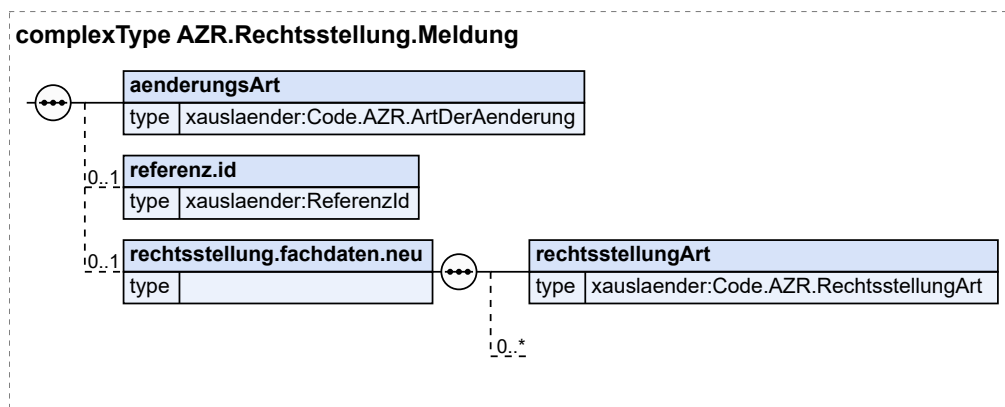 complexType AZR.Rechtsstellung.Meldung
aenderungsArt
type xauslaender:Code.AZR.ArtDerAenderung
0..1
referenz.id
type xauslaender:ReferenzId
0..1
rechtsstellung.fachdaten.neu
type
rechtsstellungArt
type xauslaender:Code.AZR.RechtsstellungArt
0..*